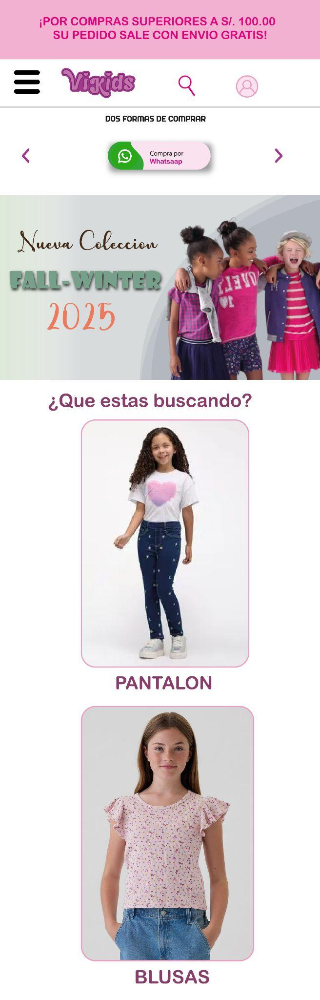 ¡POR COMPRAS SUPERIORES A S/. 100.00
SU PEDIDO SALE CON ENVIO GRATIS!
Vikids
DOS FORMAS DE COMPRAR
Compra por
Whatsaap
Nueva Coleccion
FALL-WINTER
2025
LOVELY
¿Que estas buscando?
PANTALON
BLUSAS